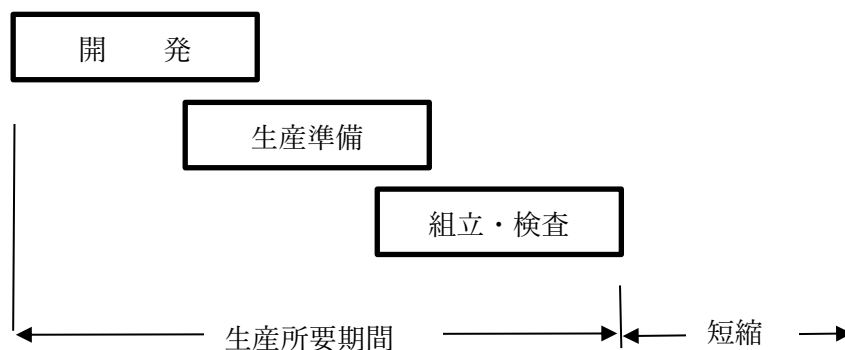 開　発
生産準備
組立・検査
生産所要期間
短縮